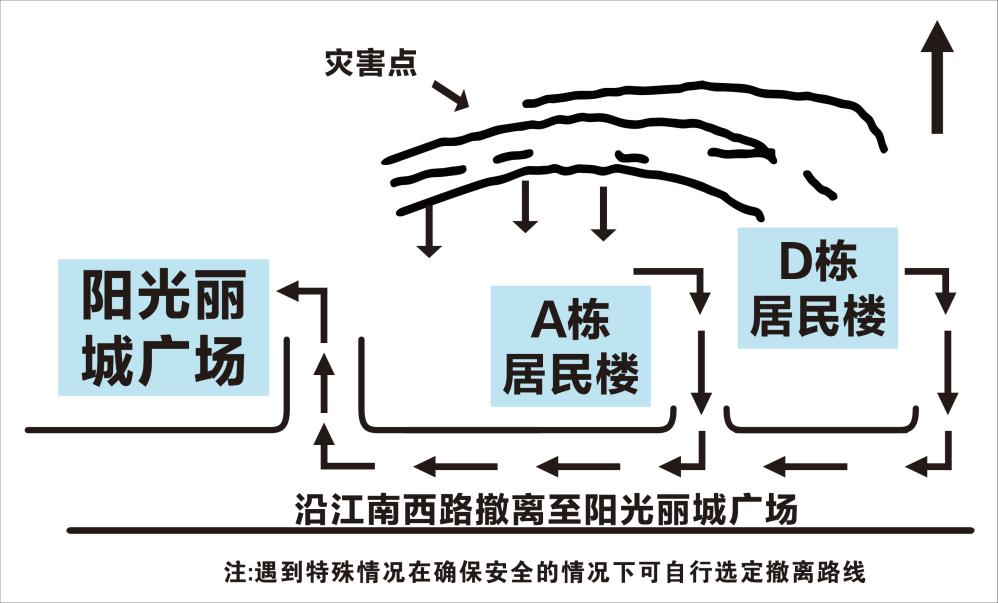 灾害点
D栋
居民楼
阳光丽
城广场
A栋
居民楼
沿江南西路撤离至阳光丽城广场
注:遇到特殊情况在确保安全的情况下可自行选定撤离路线